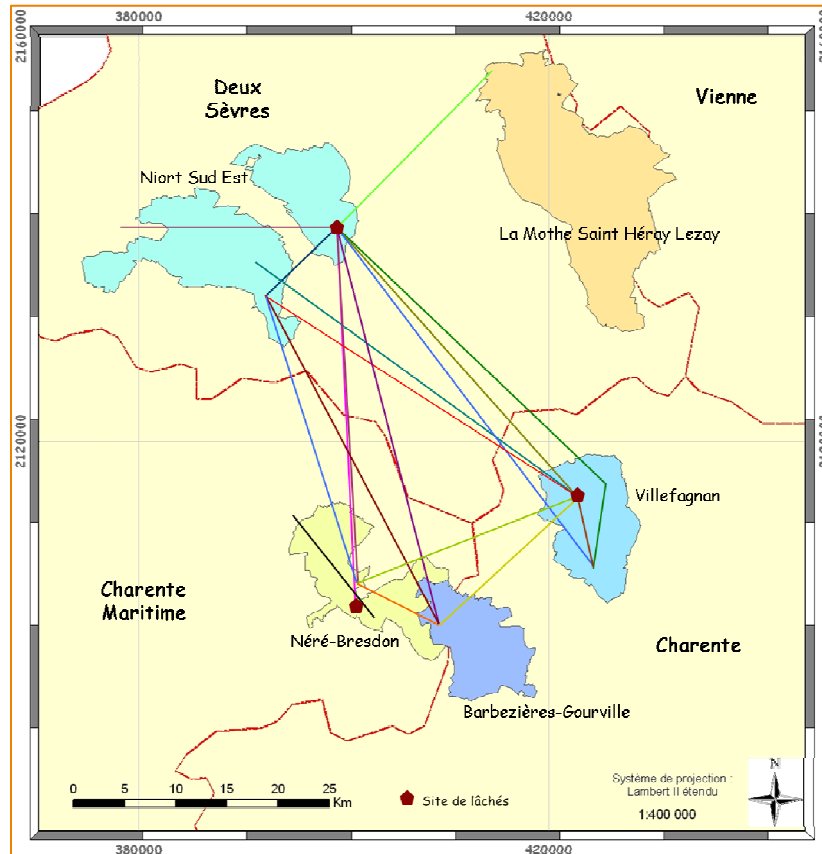 380000
420000
2160000
Deux
Sèvres
Vienne
Niort Sud Est
La Mothe Saint Héray Lezay
2120000
Villefagnan
Charente
Maritime
Néré-Bresdon
Charente
Barbezières-Gourville
0 5 10 15 20 25
Km
Site de lâchés
Système de projection :
Lambert II étendu
1:400 000
N
380000
420000